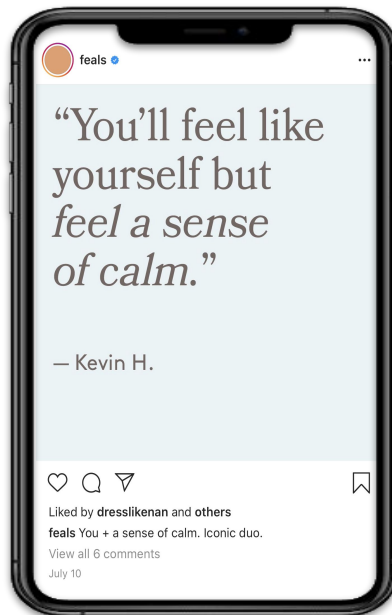 feals
“You’ll feel like
yourself but
feel a sense
of calm.”
— Kevin H.
Liked by dresslikenan and others
feals You + a sense of calm. Iconic duo.
View all 6 comments
July 10